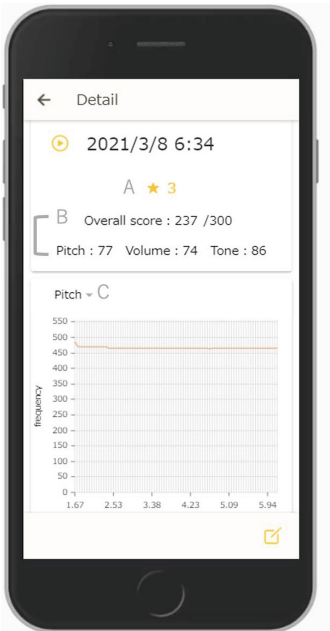 Detail
2021/3/8 6:34
A ★ 3
B Overall score : 237 /300
Pitch : 77 Volume : 74 Tone : 86
Pitch C
550
500
450
400
350
300
250
200
150
100
50
0
frequency
1.67 2.53 3.38 4.23 5.09 5.94